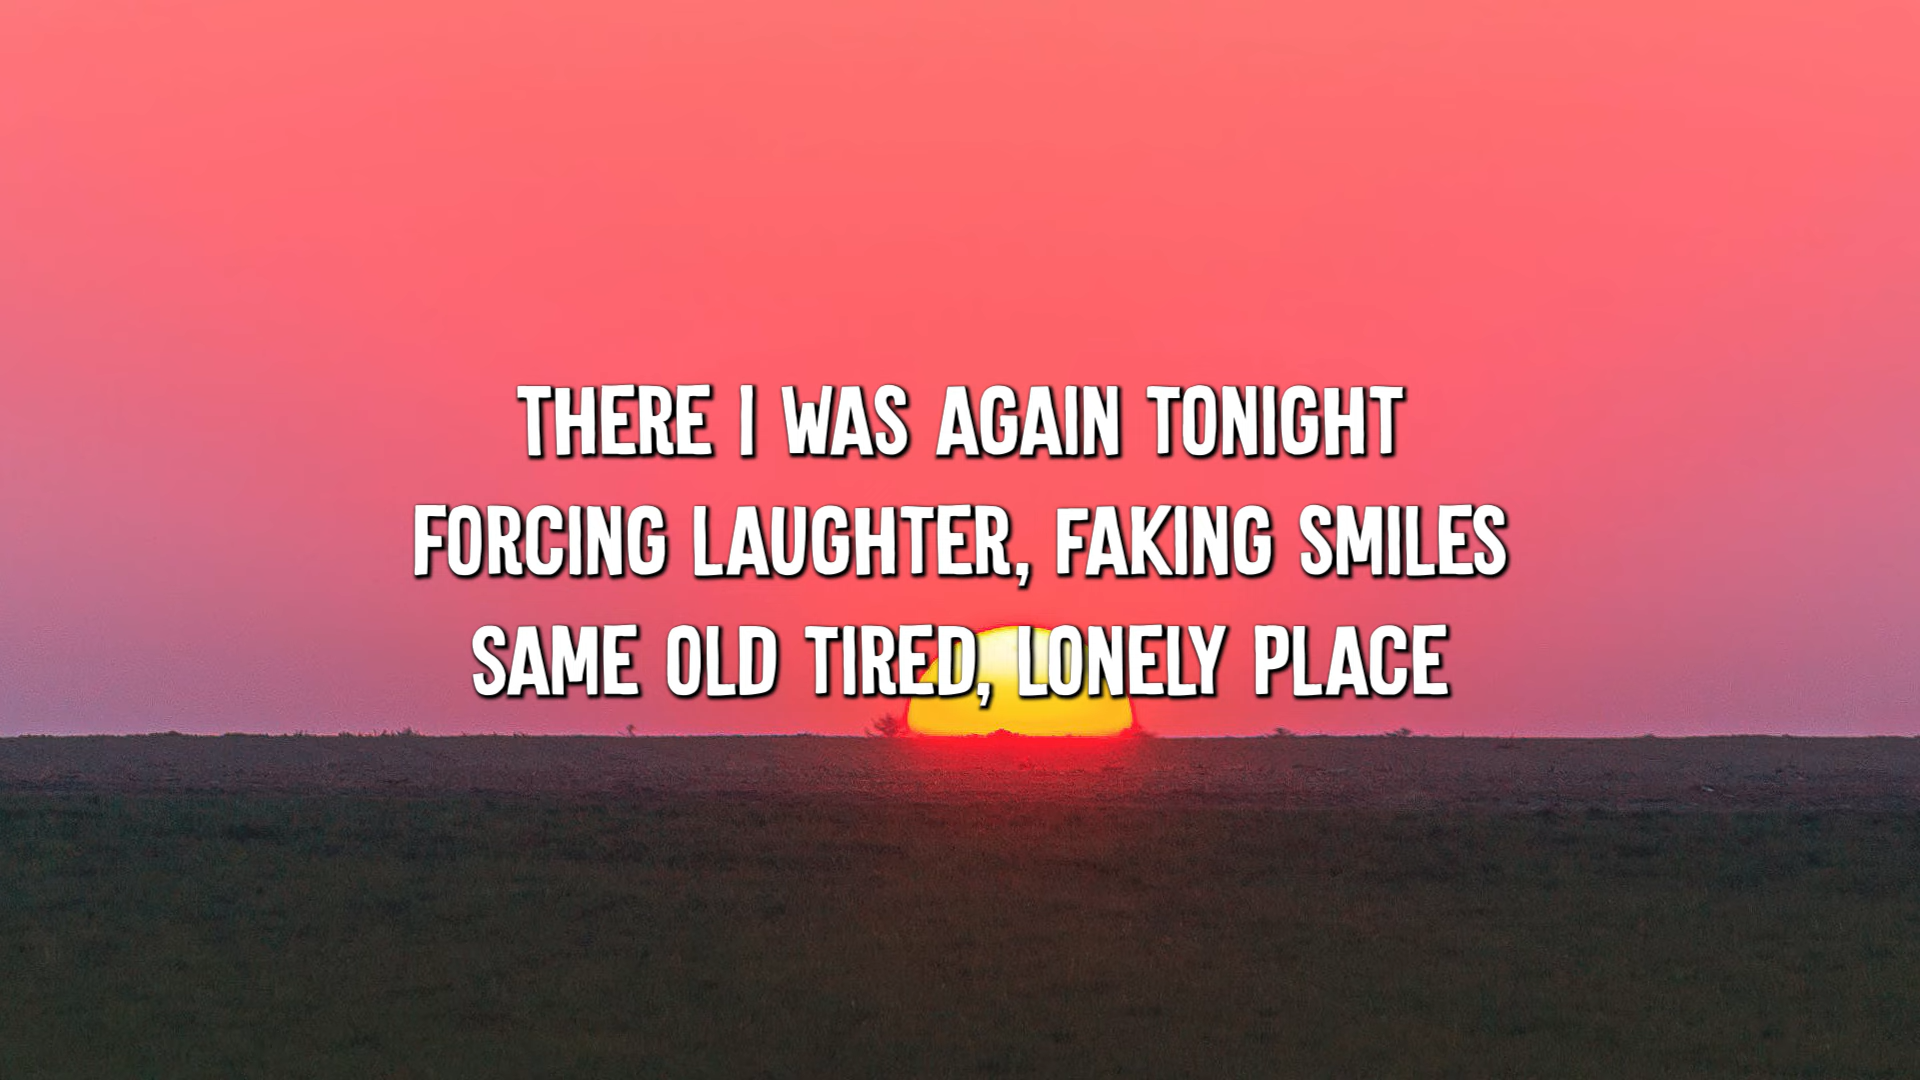 THERE I WAS AGAIN TONIGHT
FORCING LAUGHTER, FAKING SMILES
SAME OLD TIRED, LONELY PLACE